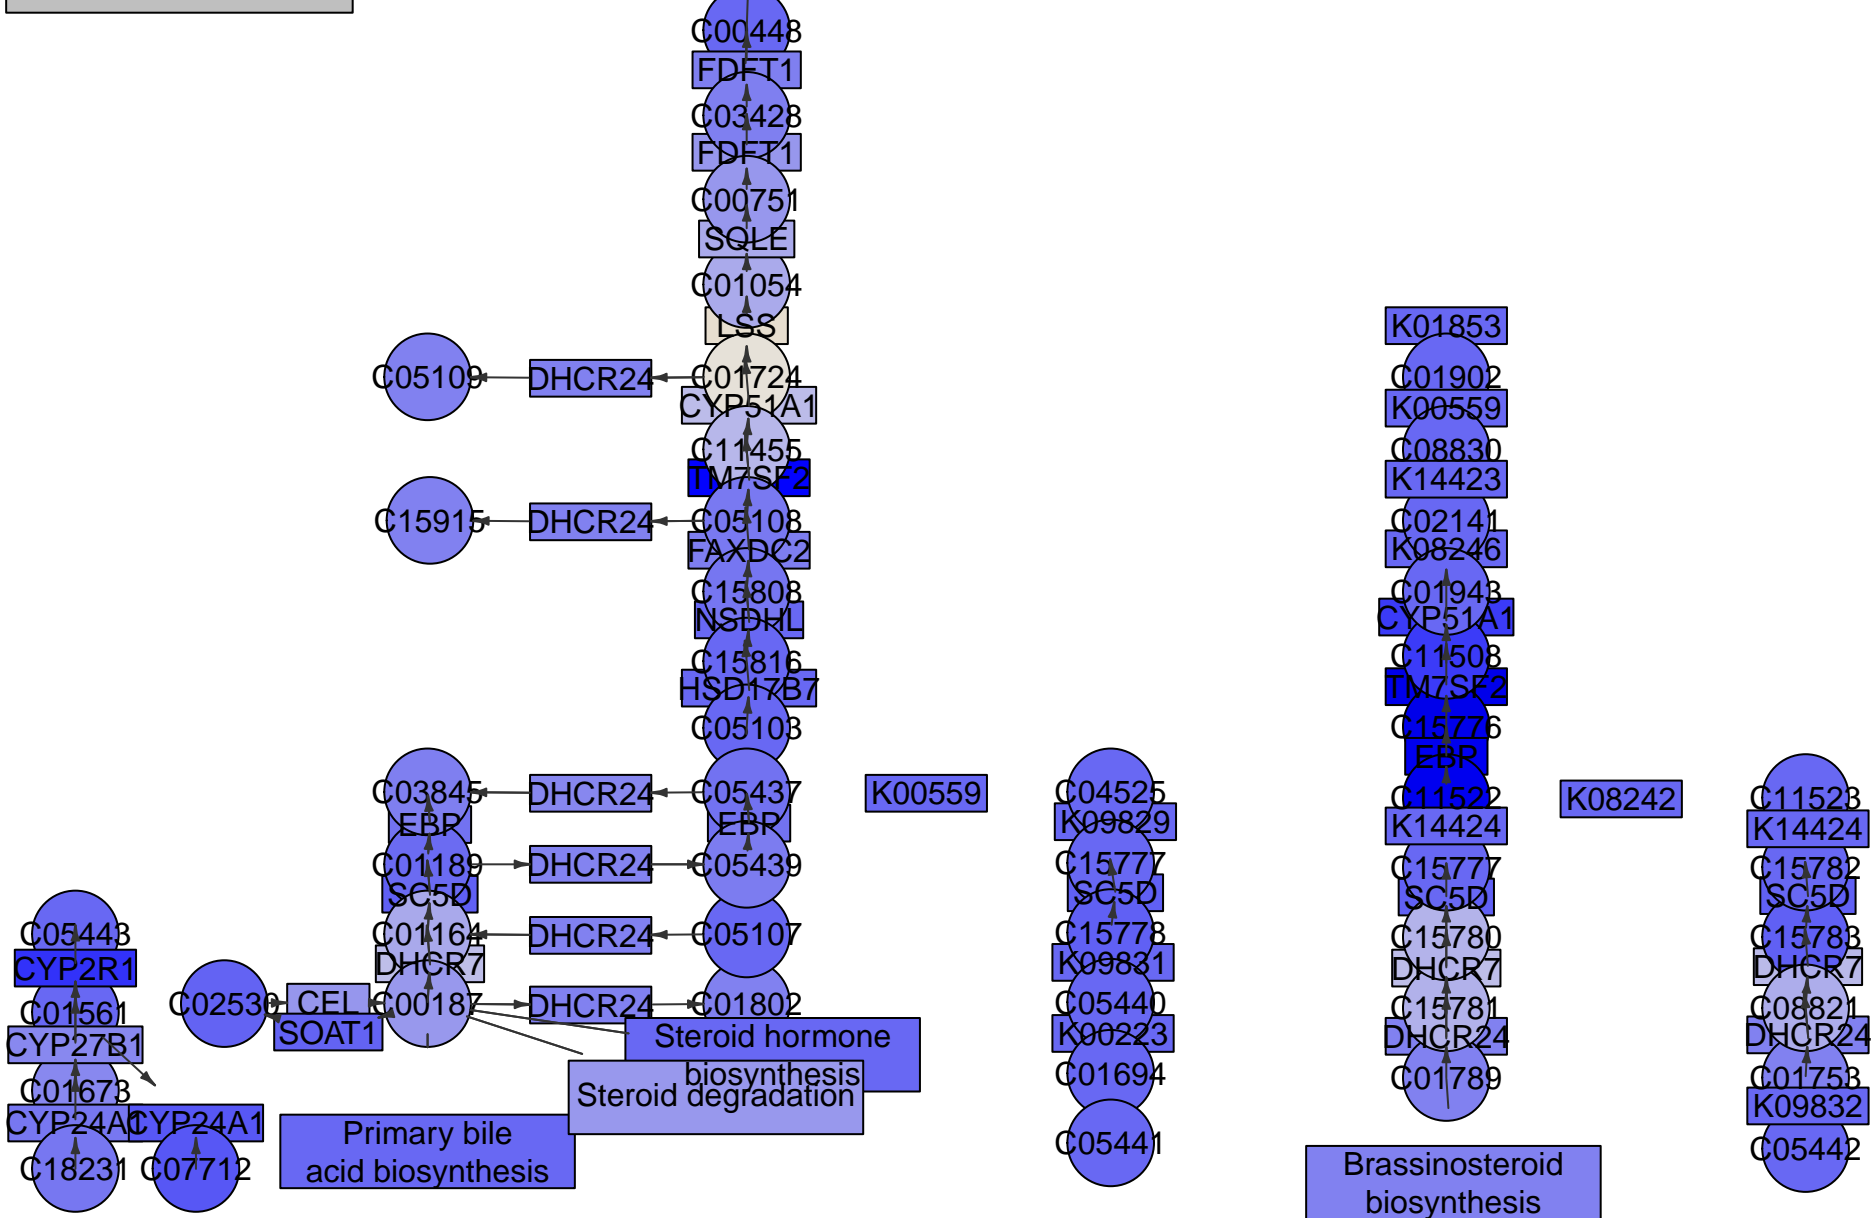 C00448
FDFT1
C03428
FDFT1
C00751
SQLE
C01054
LSS
C05109
DHCR24
C01724
CYP51A1
C11455
TM7SF2
C15915
DHCR24
C05108
FAXDC2
C15808
NSDHL
C15816
HSD17B7
C05103
C03845
DHCR24
C05437
EBP
EBP
C01189
DHCR24
C05439
SC5D
C01164
DHCR24
C05107
DHCR7
C02530
CEL
C00187
DHCR24
C01802
SOAT1
C05443
CYP2R1
C01561
CYP27B1
C01673
CYP24A1
CYP24A1
C18231
C07712
Steroid hormone
biosynthesis
Steroid degradation
Primary bile
acid biosynthesis
K00559
C04525
K09829
C15777
SC5D
C15778
K09831
C05440
K00223
C01694
C05441
K01853
C01902
K00559
C08830
K14423
C02141
K08246
C01943
CYP51A1
C11508
TM7SF2
C15776
EBP
C11522
K14424
C15777
SC5D
C15780
DHCR7
C15781
DHCR24
C01789
Brassinosteroid
biosynthesis
K08242
C11523
K14424
C15782
SC5D
C15783
DHCR7
C08821
DHCR24
C01753
K09832
C05442